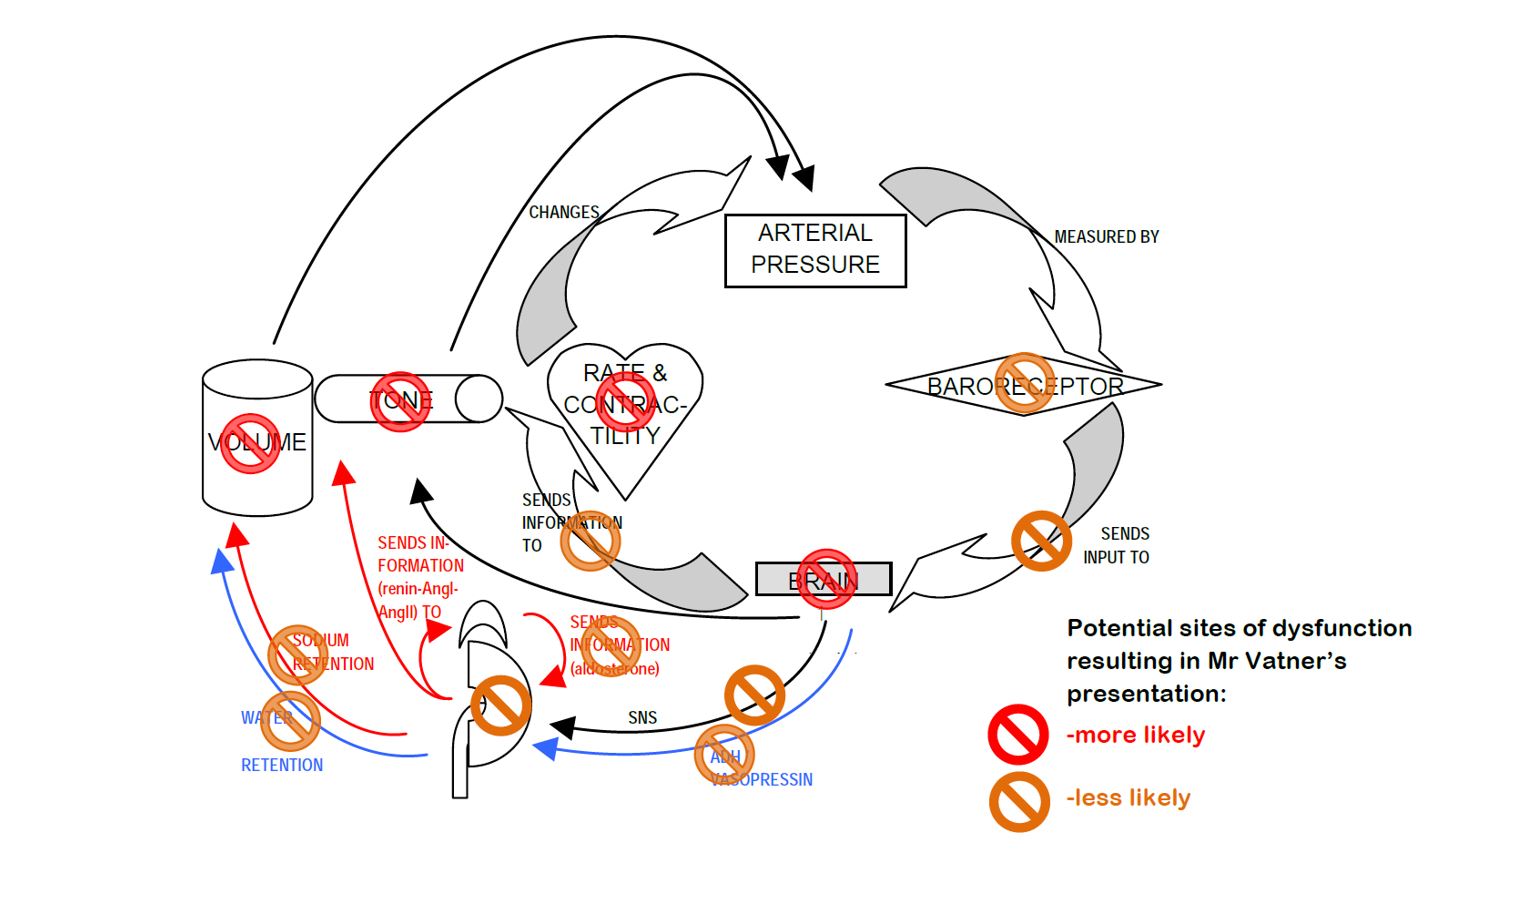 CHANGES
ARTERIAL
PRESSURE
MEASURED BY
RATE &
CONTRAC-
TILITY
BARORECEPTOR
TONE
VOLUME
SENDS
INFORMATION
TO
SENDS
INPUT TO
BRAIN
SENDS IN-
FORMATION
(renin-AngI-
AngII) TO
SENDS
INFORMATION
(aldosterone)
SODIUM
RETENTION
WATER
RETENTION
SNS
ADH
VASOPRESSIN
Potential sites of dysfunction
resulting in Mr Vatner's
presentation:
-more likely
-less likely